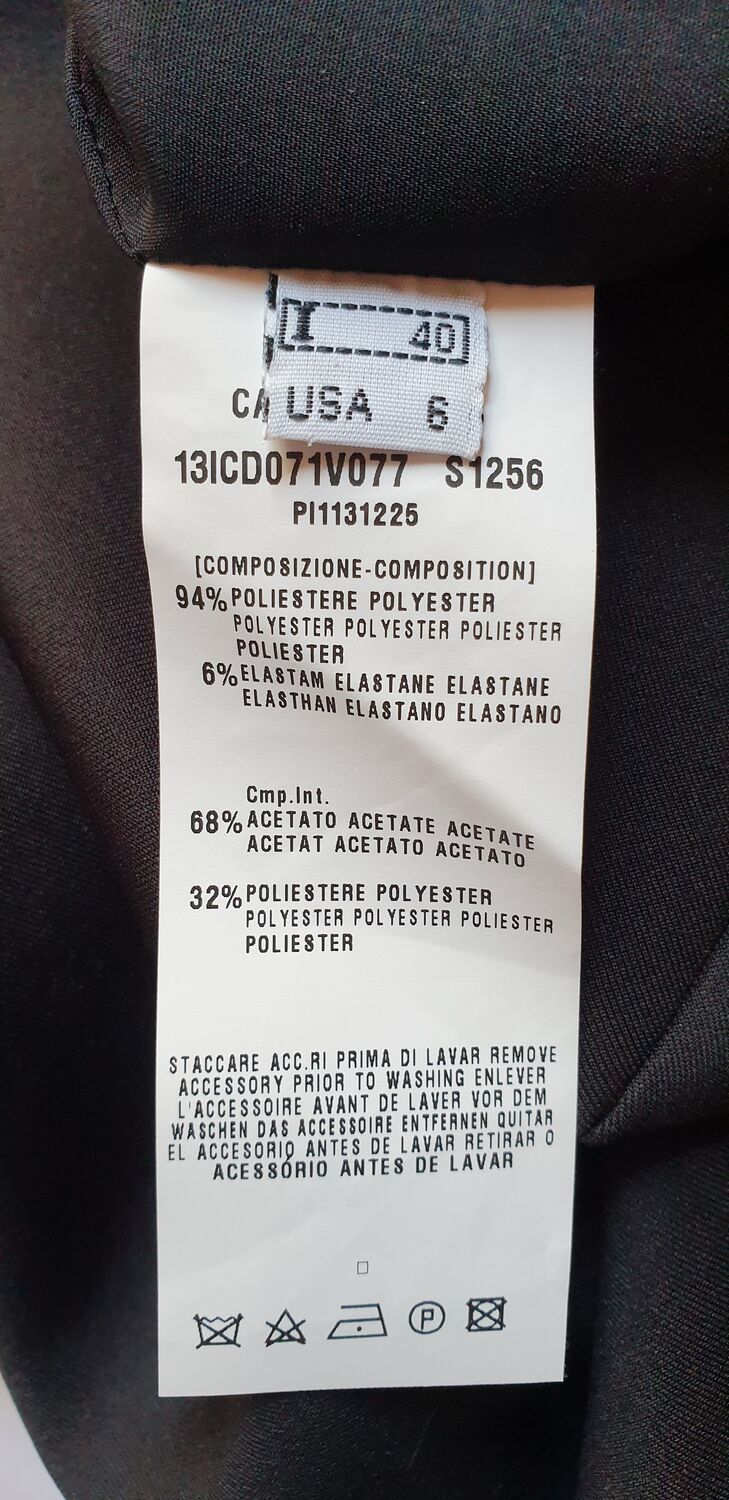 I 40
USA 6
CA
13ICD071V077 S1256
PI1131225
[COMPOSIZIONE-COMPOSITION]
94% POLIESTERE POLYESTER
POLYESTER POLYESTER POLIESTER
POLIESTER
6% ELASTAM ELASTANE ELASTANE
ELASTHAN ELASTANO ELASTANO
Cmp.Int.
68% ACETATO ACETATE ACETATE
ACETAT ACETATO ACETATO
32% POLIESTERE POLYESTER
POLYESTER POLYESTER POLIESTER
POLIESTER
STACCARE ACC.RI PRIMA DI LAVAR REMOVE
ACCESSORY PRIOR TO WASHING ENLEVER
L'ACCESSOIRE AVANT DE LAVER VOR DEM
WASCHEN DAS ACCESSOIRE ENTFERNEN QUITAR
EL ACCESORIO ANTES DE LAVAR RETIRAR O
ACESSÓRIO ANTES DE LAVAR
P